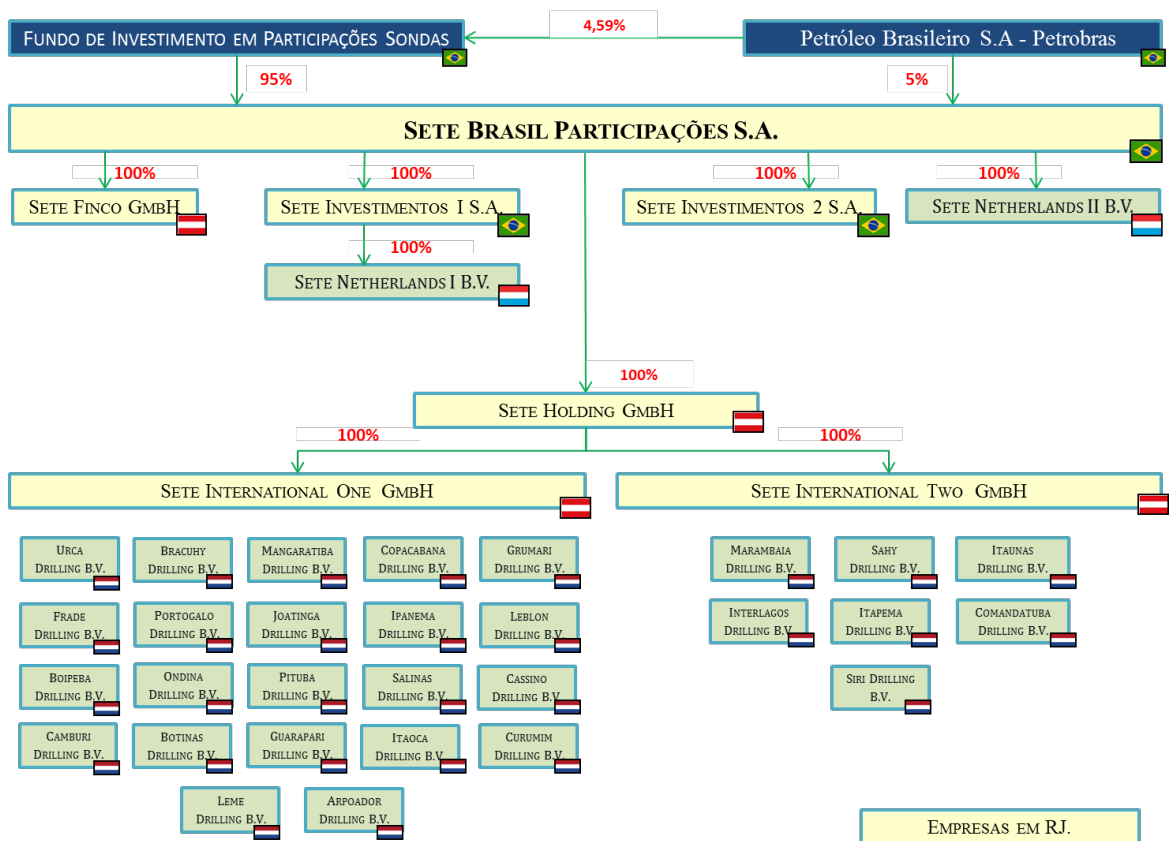 FUNDO DE INVESTIMENTO EM PARTICIPAÇÕES SONDAS
4,59%
Petróleo Brasileiro S.A - Petrobras
95%
5%
SETE BRASIL PARTICIPAÇÕES S.A.
100%
100%
100%
100%
SETE FINCO GMBH
SETE INVESTIMENTOS I S.A.
SETE INVESTIMENTOS 2 S.A.
SETE NETHERLANDS II B.V.
100%
SETE NETHERLANDS I B.V.
100%
SETE HOLDING GMBH
100%
100%
SETE INTERNATIONAL ONE GMBH
SETE INTERNATIONAL TWO GMBH
URCA
DRILLING B.V.
BRACUHY
DRILLING B.V.
MANGARATIBA
DRILLING B.V.
COPACABANA
DRILLING B.V.
GRUMARI
DRILLING B.V.
FRADE
DRILLING B.V.
PORTOGALO
DRILLING B.V.
JOATINGA
DRILLING B.V.
IPANEMA
DRILLING B.V.
LEBLON
DRILLING B.V.
BOIPEBA
DRILLING B.V.
ONDINA
DRILLING B.V.
PITUBA
DRILLING B.V.
SALINAS
DRILLING B.V.
CASSINO
DRILLING B.V.
CAMBURI
DRILLING B.V.
BOTINAS
DRILLING B.V.
GUARAPARI
DRILLING B.V.
ITAOCA
DRILLING B.V.
CURUMIM
DRILLING B.V.
LEME
DRILLING B.V.
ARPOADOR
DRILLING B.V.
MARAMBAIA
DRILLING B.V.
SAHY
DRILLING B.V.
ITAUNAS
DRILLING B.V.
INTERLAGOS
DRILLING B.V.
ITAPEMA
DRILLING B.V.
COMANDATUBA
DRILLING B.V.
SIRI DRILLING
B.V.
EMPRESAS EM RJ.